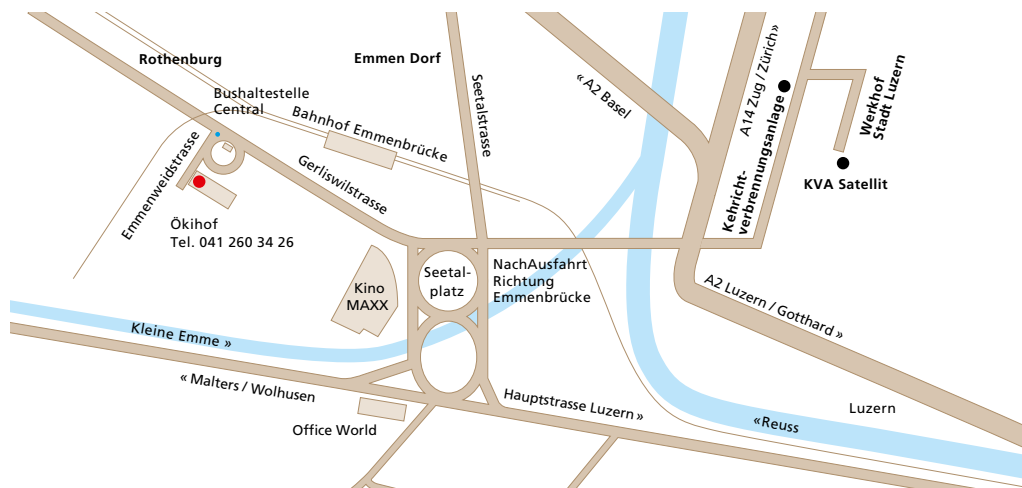 Rothenburg
Emmen Dorf
Bushaltestelle
Central
Bahnhof Emmenbrücke
Seetalstrasse
« A2 Basel
A14 Zug / Zürich »
Kehricht-
verbrennungsanlage
Werkhof
Stadt Luzern
KVA Satellit
Emmenweidstrasse
Gerliswilstrasse
Ökihof
Tel. 041 260 34 26
Kino
MAXX
Seetal-
platz
NachAusfahrt
Richtung
Emmenbrücke
A2 Luzern / Gotthard »
Kleine Emme »
« Malters / Wolhusen
Office World
Hauptstrasse Luzern »
Luzern
«Reuss